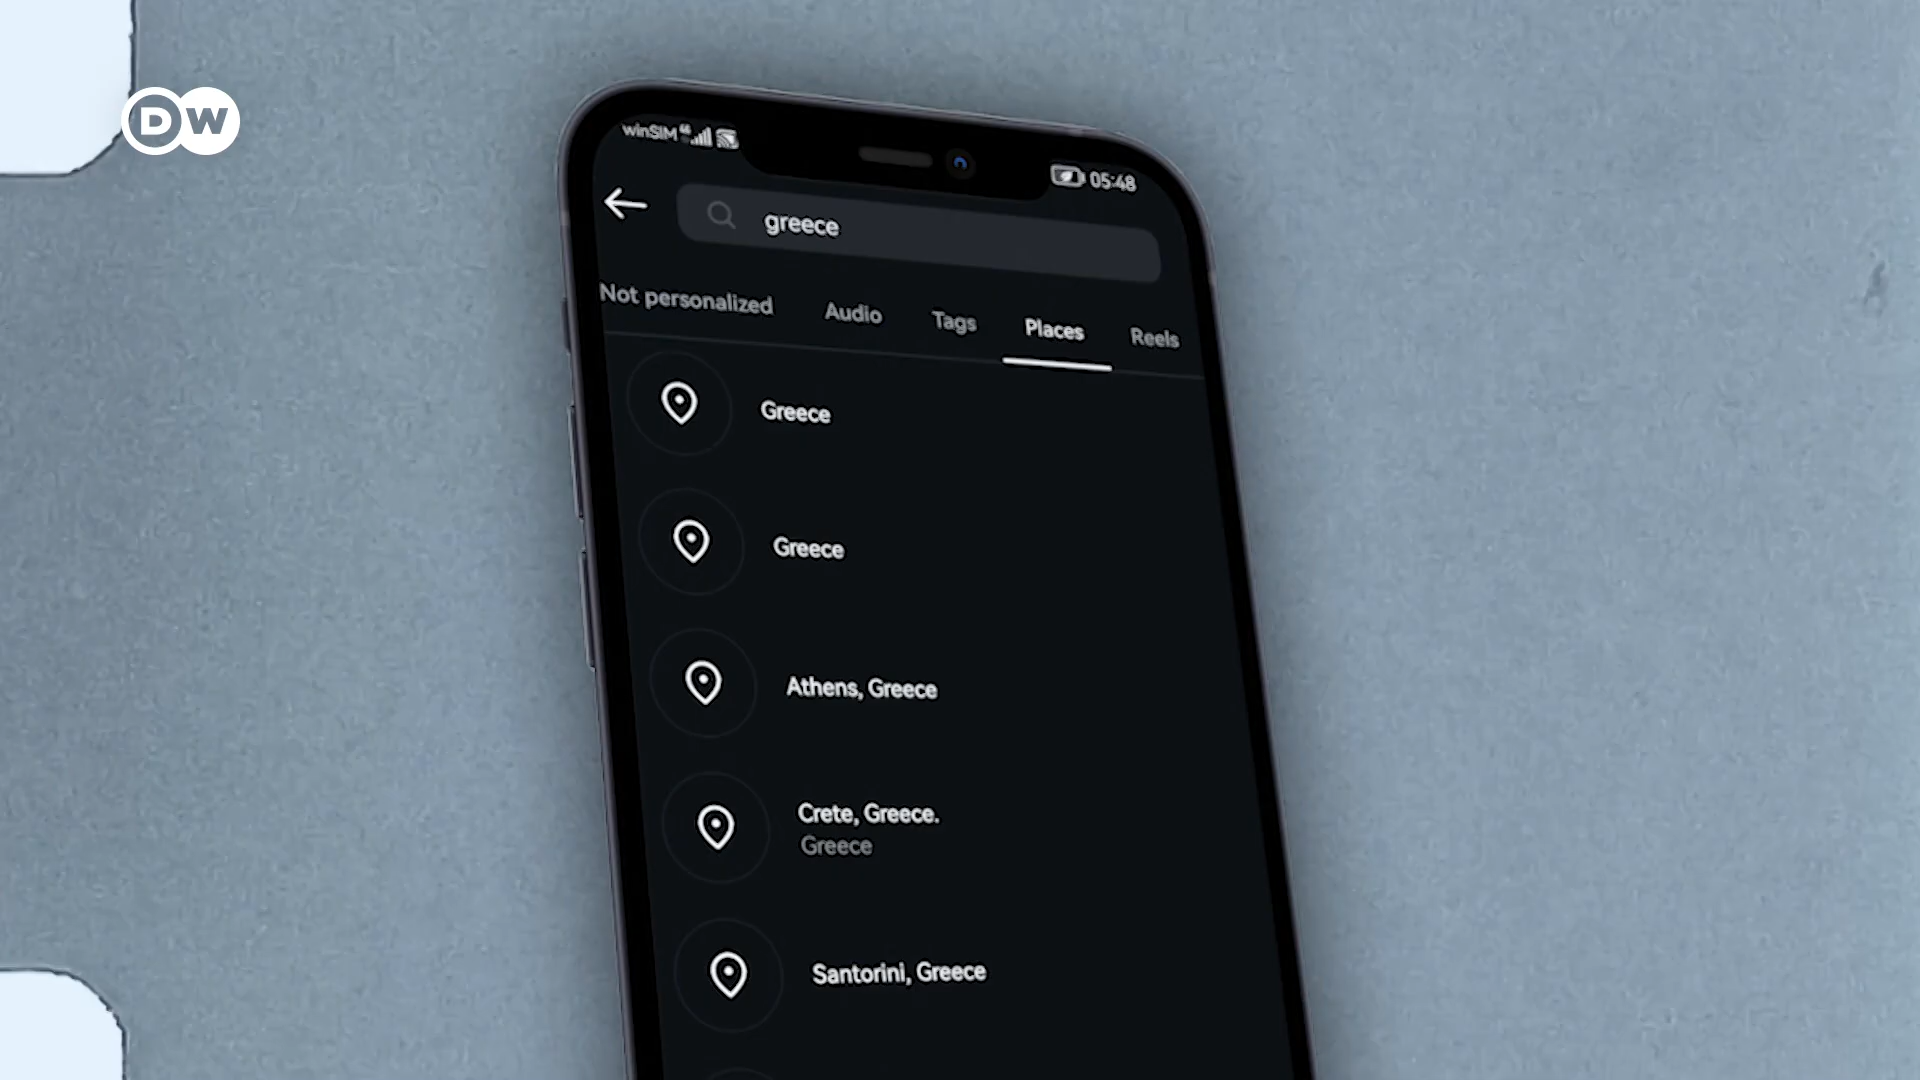 DW
winSIM
05:48
greece
Not personalized Audio Tags Places Reels
Greece
Greece
Athens, Greece
Crete, Greece.
Greece
Santorini, Greece